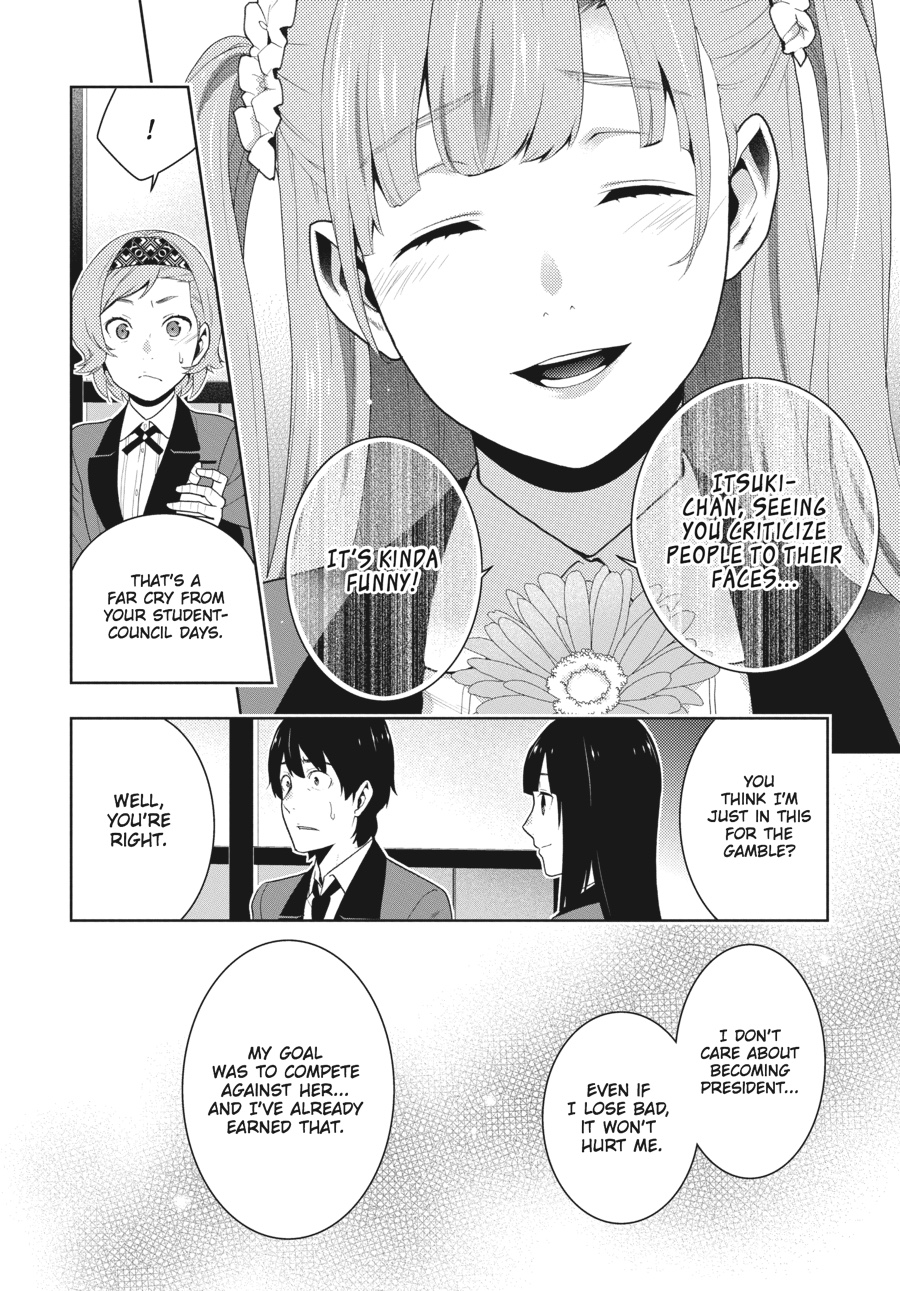 ITSUKI-
CHAN, SEEING
YOU CRITICIZE
PEOPLE TO THEIR
FACES...
IT'S KINDA
FUNNY!
!
THAT'S A
FAR CRY FROM
YOUR STUDENT-
COUNCIL DAYS.
YOU
THINK I'M
JUST IN THIS
FOR THE
GAMBLE?
WELL,
YOU'RE
RIGHT.
I DON'T
CARE ABOUT
BECOMING
PRESIDENT...
EVEN IF
I LOSE BAD,
IT WON'T
HURT ME.
MY GOAL
WAS TO COMPETE
AGAINST HER...
AND I'VE ALREADY
EARNED THAT.